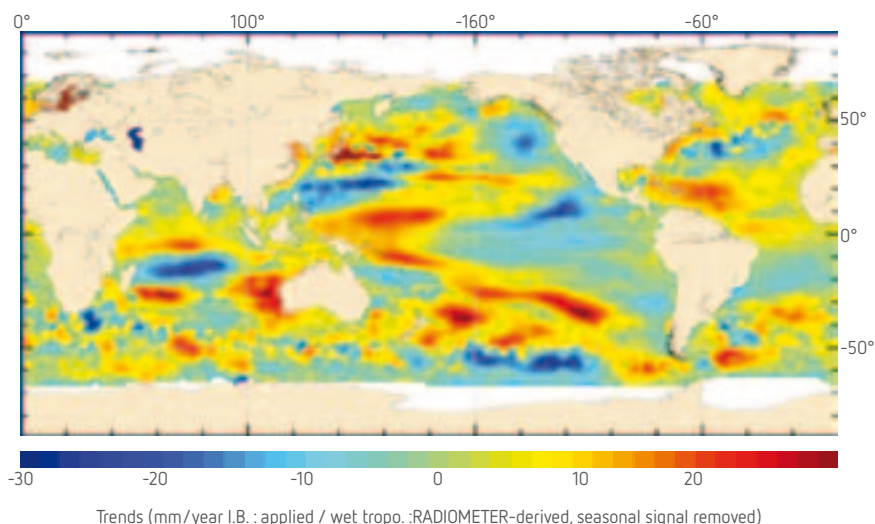 0° 100° -160° -60°
50°
0°
-50°
-30 -20 -10 0 10 20
Trends (mm/year I.B. : applied / wet tropo. :RADIOMETER-derived, seasonal signal removed)